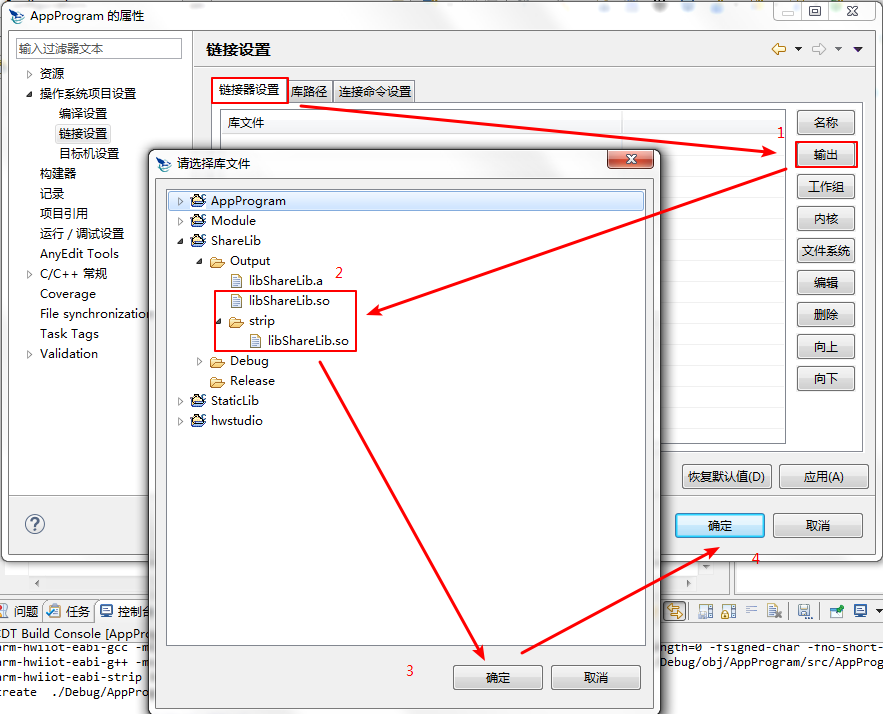 AppProgram 的属性
输入过滤器文本
链接设置
资源
操作系统项目设置
编译设置
链接设置
目标机设置
构建器
记录
项目引用
运行 / 调试设置
AnyEdit Tools
C/C++ 常规
Coverage
File synchronization
Task Tags
Validation
链接器设置
库路径
连接命令设置
库文件
1
名称
输出
工作组
内核
文件系统
编辑
删除
向上
向下
恢复默认值(D)
应用(A)
确定
取消
4
请选择库文件
AppProgram
Module
ShareLib
Output
libShareLib.a
2
libShareLib.so
strip
libShareLib.so
Debug
Release
StaticLib
hwstudio
3
确定
取消
问题
任务
控制台
CDT Build Console [AppPro
arm-hwiiot-eabi-gcc -m
ngth=0 -fsigned-char -fno-short-
arm-hwiiot-eabi-g++ -m
Debug/obj/AppProgram/src/AppProg
arm-hwiiot-eabi-strip
create ./Debug/AppPro